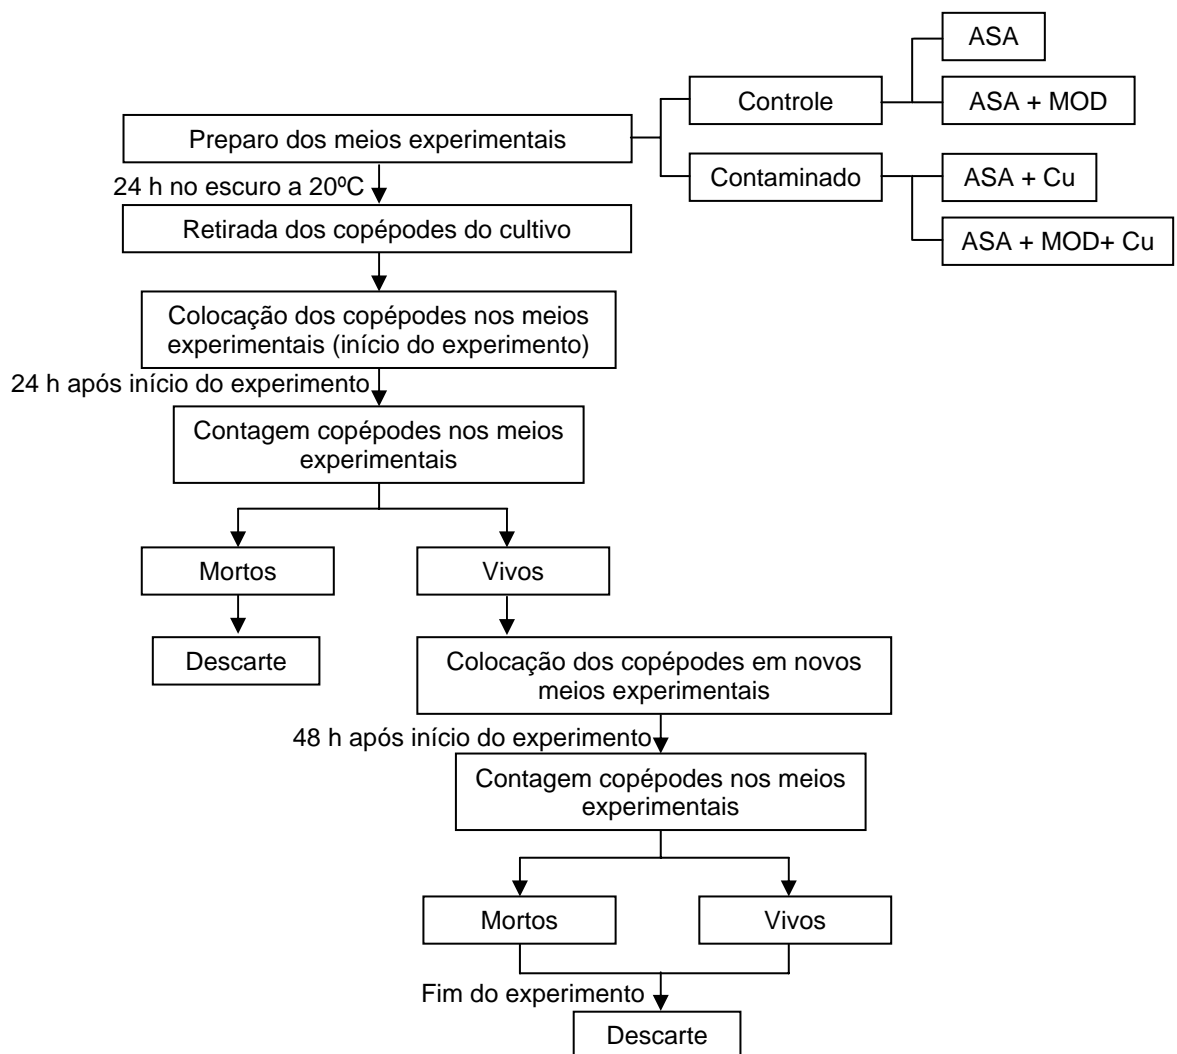 ASA
Controle
ASA + MOD
Preparo dos meios experimentais
Contaminado
ASA + Cu
24 h no escuro a 20ºC
Retirada dos copépodes do cultivo
ASA + MOD+ Cu
Colocação dos copépodes nos meios
experimentais (início do experimento)
24 h após início do experimento
Contagem copépodes nos meios
experimentais
Mortos
Vivos
Descarte
Colocação dos copépodes em novos
meios experimentais
48 h após início do experimento
Contagem copépodes nos meios
experimentais
Mortos
Vivos
Fim do experimento
Descarte